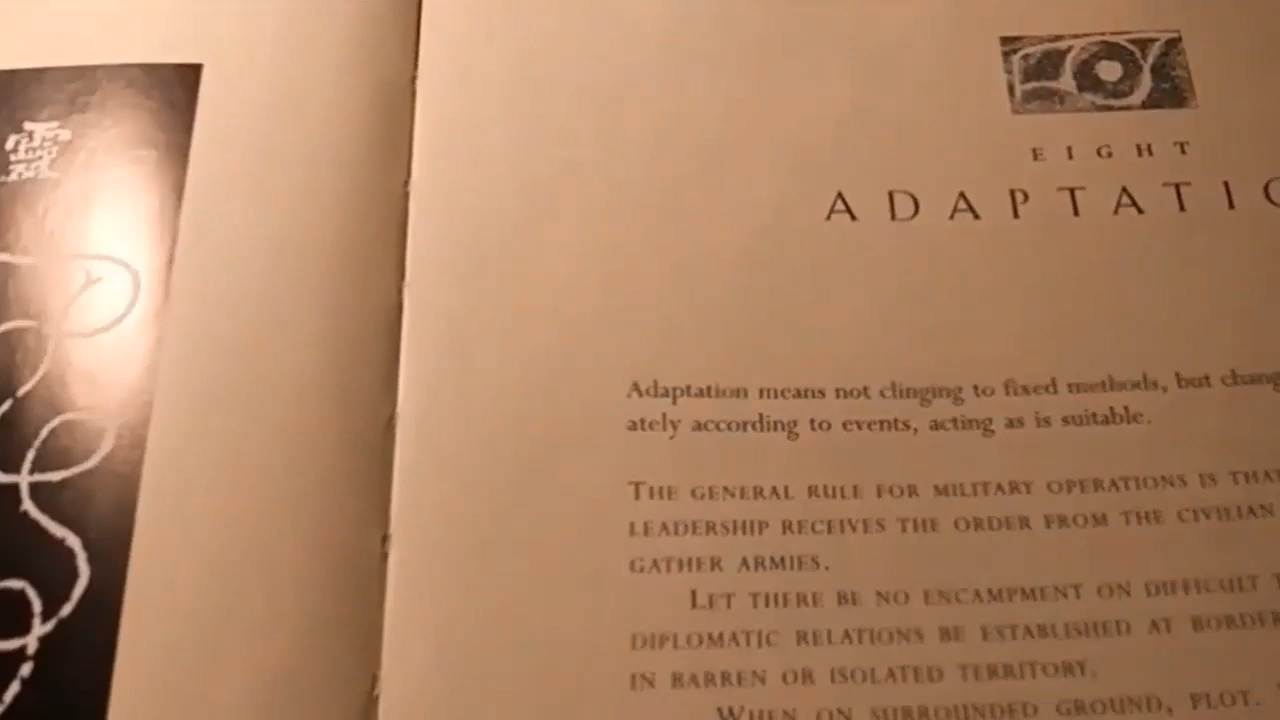 EIGHT
ADAPTATIO
Adaptation means not clinging to fixed methods, but chang
ately according to events, acting as is suitable.
THE GENERAL RULE FOR MILITARY OPERATIONS IS THAT
LEADERSHIP RECEIVES THE ORDER FROM THE CIVILIAN
GATHER ARMIES.
LET THERE BE NO ENCAMPMENT ON DIFFICULT T
DIPLOMATIC RELATIONS BE ESTABLISHED AT BORDER
IN BARREN OR ISOLATED TERRITORY.
WHEN ON SURROUNDED GROUND, PLOT.